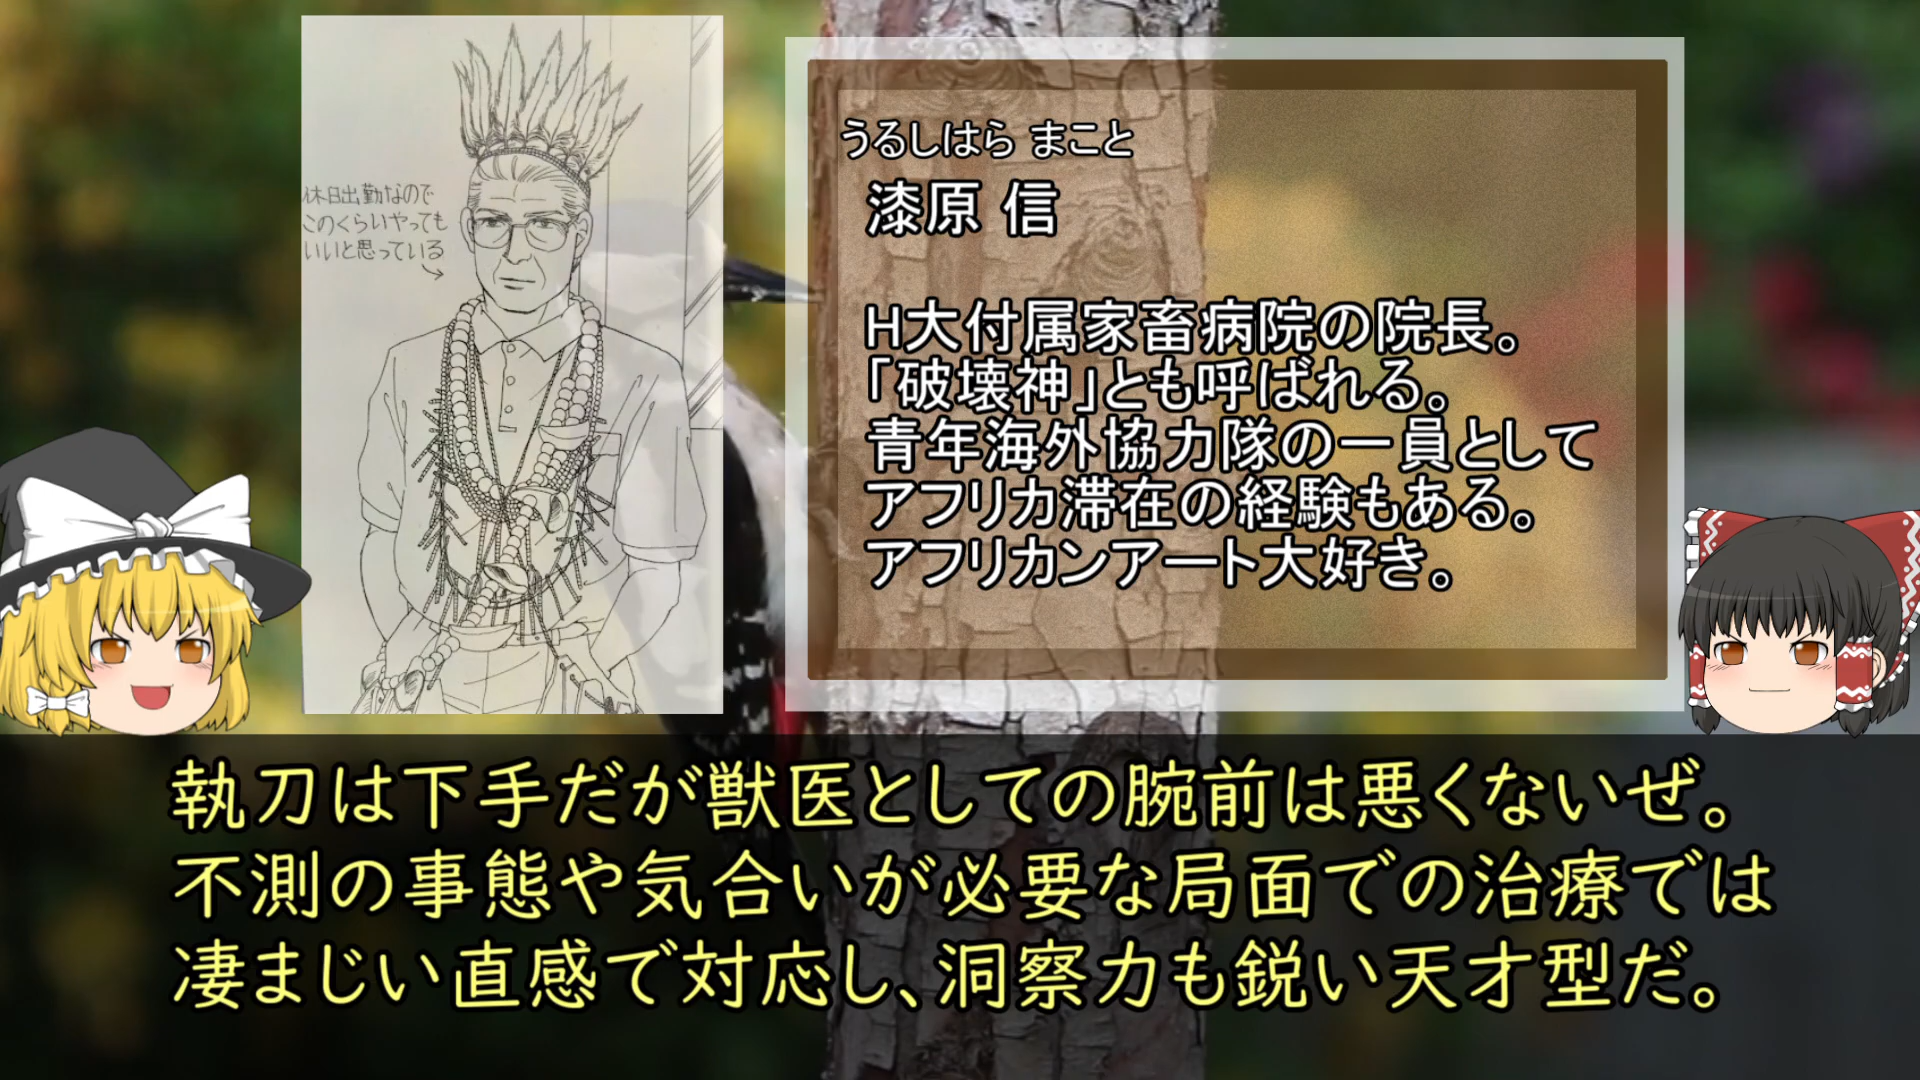 休日出勤なので
このくらいやっても
いいと思っている
うるしはら まこと
漆原 信
H大付属家畜病院の院長。
「破壊神」とも呼ばれる。
青年海外協力隊の一員として
アフリカ滞在の経験もある。
アフリカンアート大好き。
執刀は下手だが獣医としての腕前は悪くないぜ。
不測の事態や気合いが必要な局面での治療では
凄まじい直感で対応し、洞察力も鋭い天才型だ。